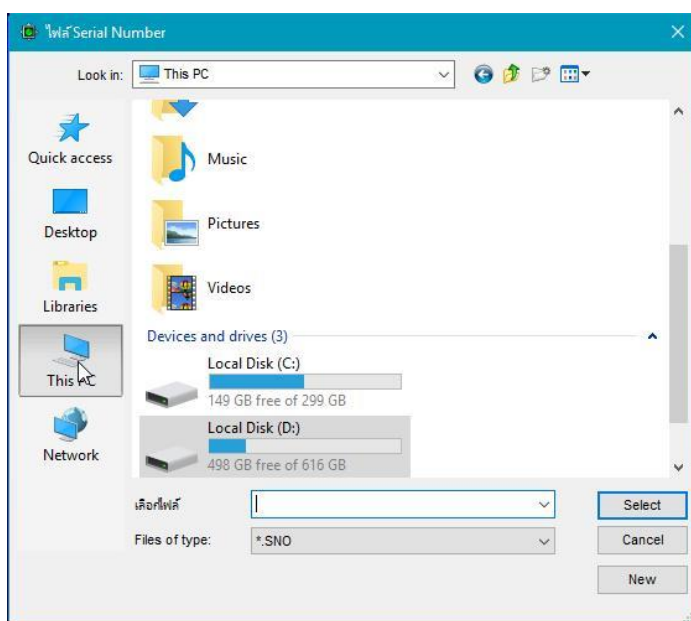 ไฟล์ Serial Number
Look in: This PC
Quick access
Desktop
Libraries
This PC
Network
Music
Pictures
Videos
Devices and drives (3)
Local Disk (C:)
149 GB free of 299 GB
Local Disk (D:)
498 GB free of 616 GB
เลือกไฟล์
Select
Files of type: *.SNO
Cancel
New